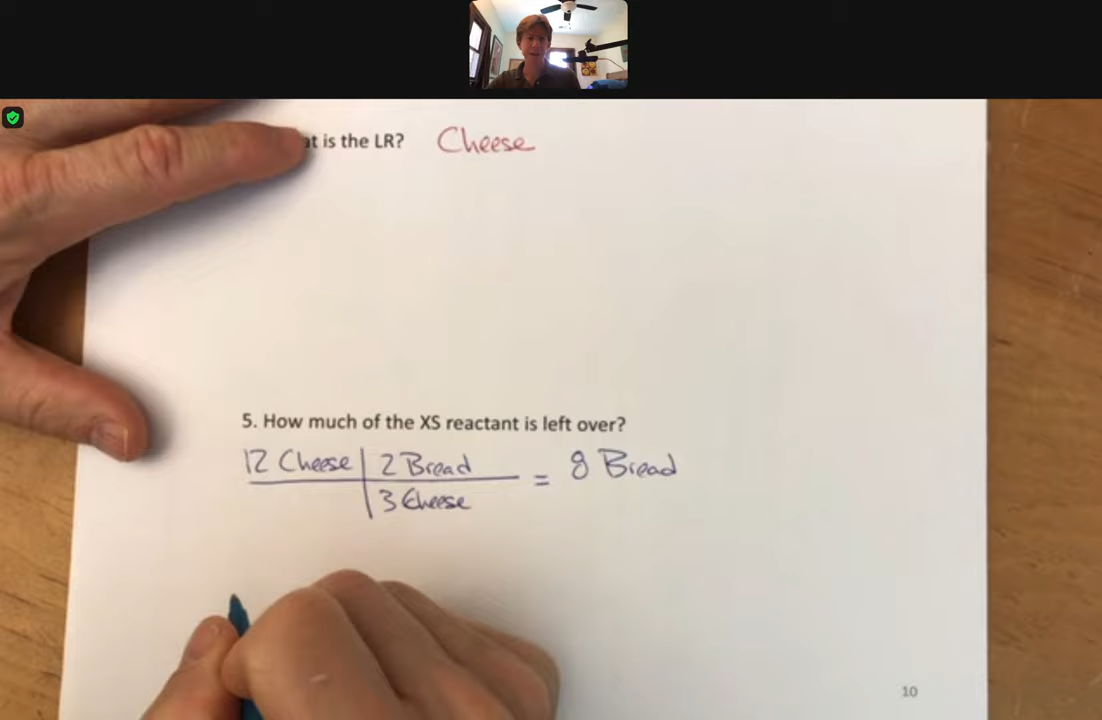 is the LR? Cheese
5. How much of the XS reactant is left over?
12 Cheese 2 Bread = 8 Bread
3 Cheese
10